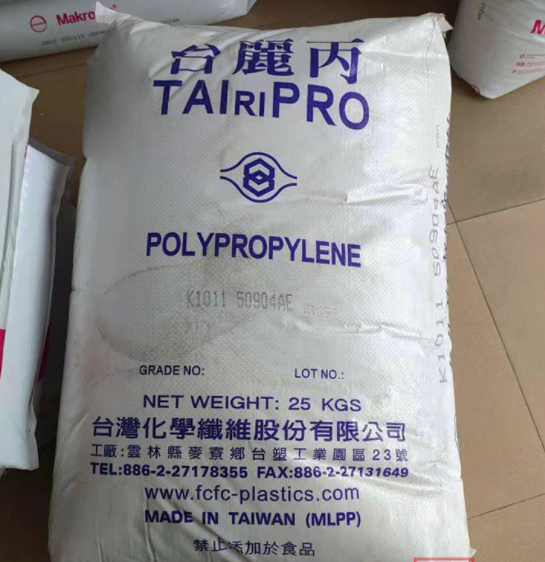 Makro
台麗丙
TAIRIPRO
POLYPROPYLENE
K1011 50904AE
K1011 50904AE
GRADE NO:
LOT NO.:
NET WEIGHT: 25 KGS
台灣化學纖維股份有限公司
工廠:雲林縣麥寮鄉台塑工業園區23號
TEL:886-2-27178355 FAX:886-2-27131649
www.fcfc-plastics.com
MADE IN TAIWAN (MLPP)
禁止添加於食品